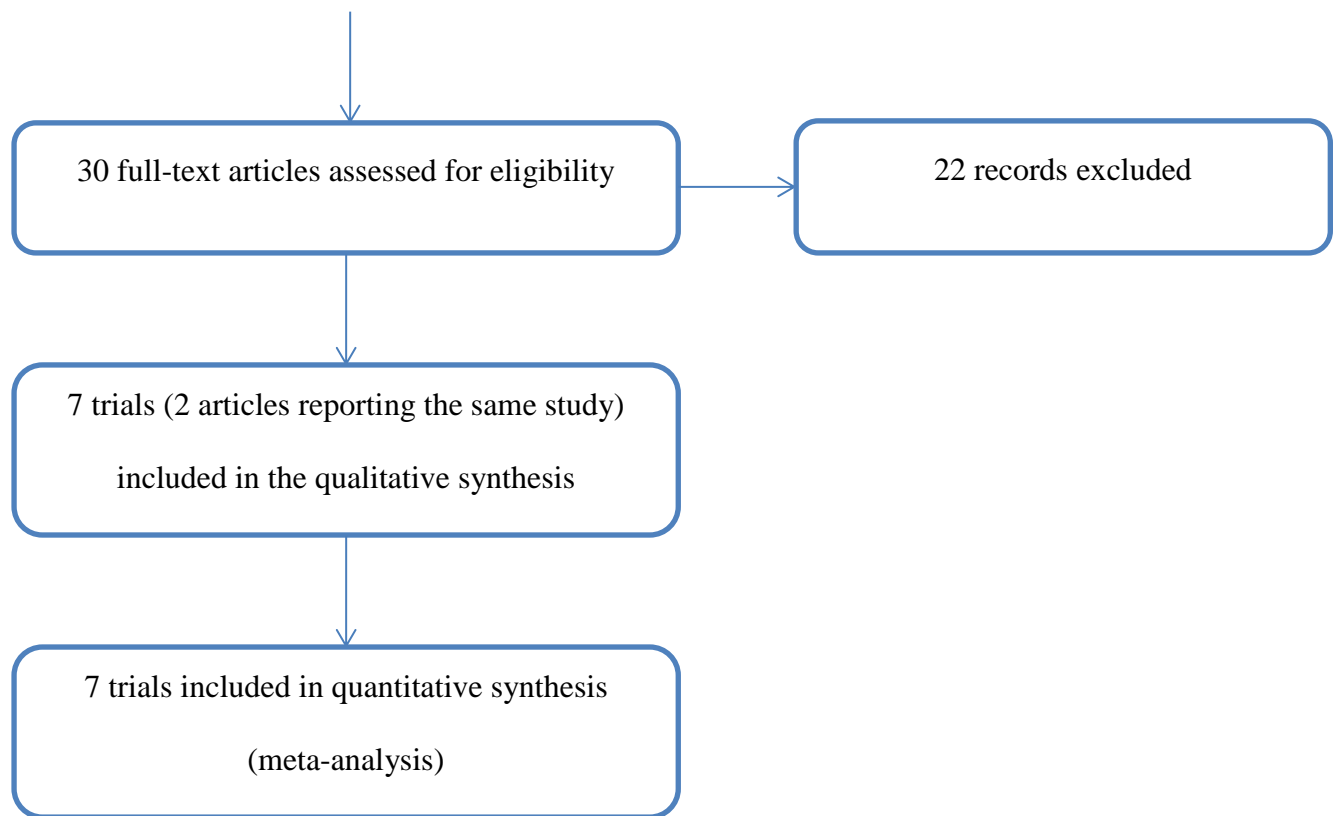 30 full-text articles assessed for eligibility
22 records excluded
7 trials (2 articles reporting the same study)
included in the qualitative synthesis
7 trials included in quantitative synthesis
(meta-analysis)